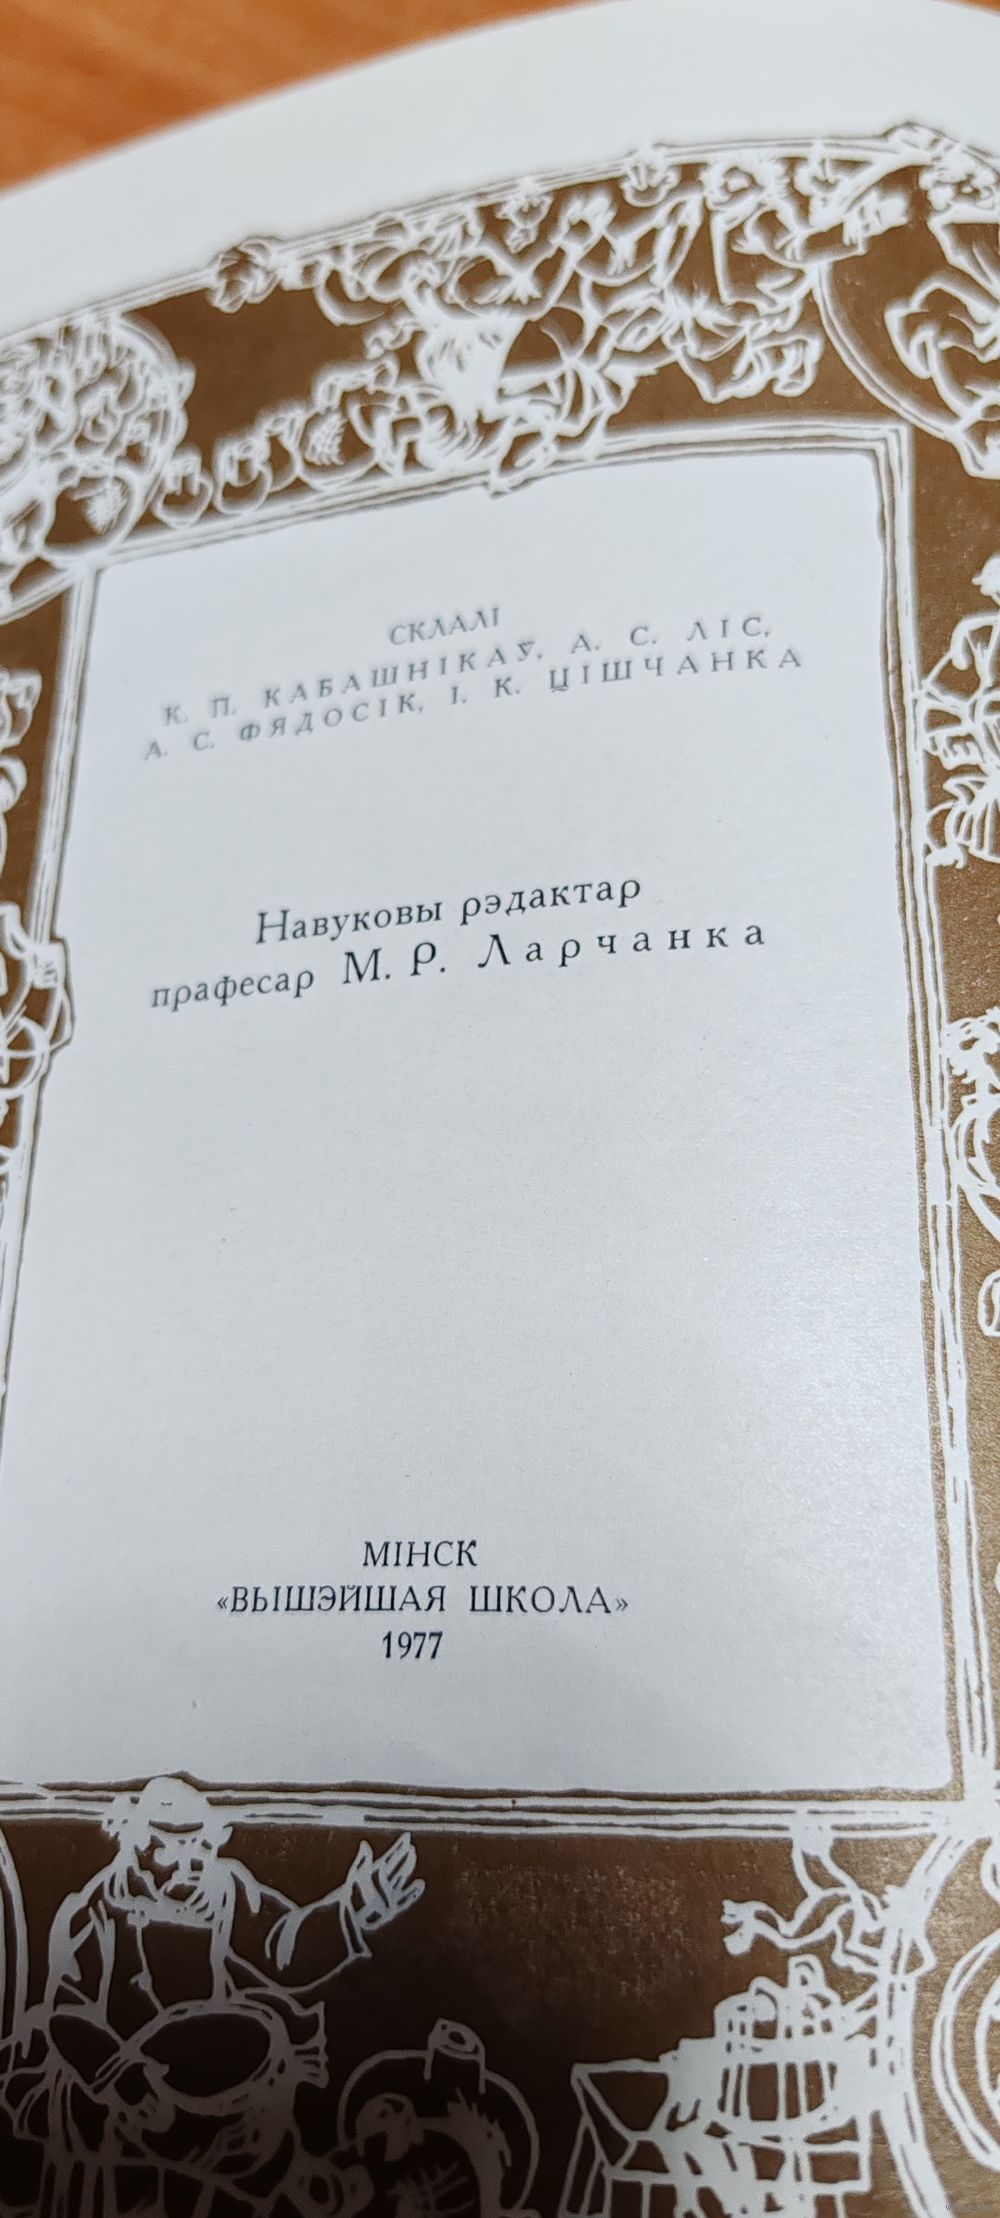 СКЛАЛІ
К. П. КАБАШНІКАЎ, А. С. ЛІС,
А. С. ФЯДОСІК, І. К. ЦІШЧАНКА
Навуковы рэдактар
прафесар М. Р. Ларчанка
МІНСК
«ВЫШЭЙШАЯ ШКОЛА»
1977